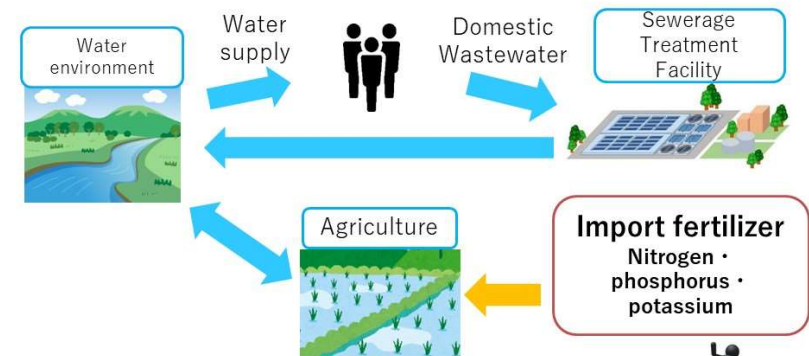 Water
environment
Water
supply
Domestic
Wastewater
Sewerage
Treatment
Facility
Agriculture
Import fertilizer
Nitrogen・
phosphorus・
potassium